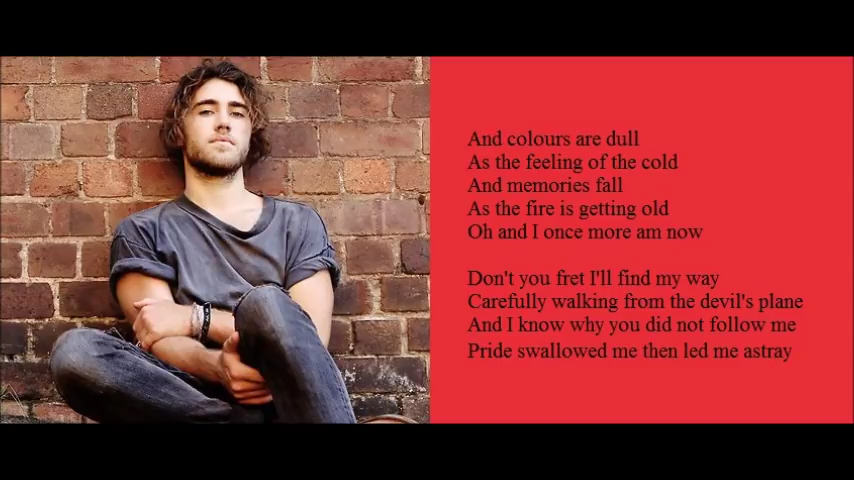 And colours are dull
As the feeling of the cold
And memories fall
As the fire is getting old
Oh and I once more am now
Don't you fret I'll find my way
Carefully walking from the devil's plane
And I know why you did not follow me
Pride swallowed me then led me astray